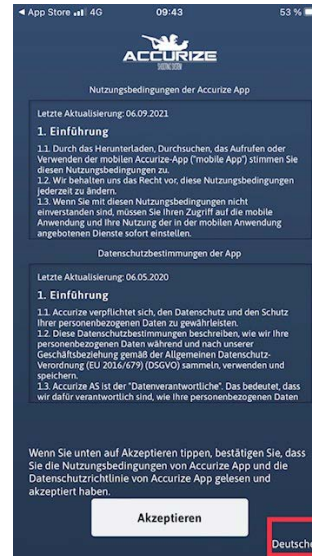 App Store 4G 09:43 53 %
ACCURIZE
SHOOTING SYSTEM
Nutzungsbedingungen der Accurize App
Letzte Aktualisierung: 06.09.2021
1. Einführung
1.1. Durch das Herunterladen, Durchsuchen, das Aufrufen oder
Verwenden der mobilen Accurize-App ("mobile App") stimmen Sie
diesen Nutzungsbedingungen zu.
1.2. Wir behalten uns das Recht vor, diese Nutzungsbedingungen
jederzeit zu ändern.
1.3. Wenn Sie mit diesen Nutzungsbedingungen nicht
einverstanden sind, müssen Sie Ihren Zugriff auf die mobile
Anwendung und Ihre Nutzung der in der mobilen Anwendung
angebotenen Dienste sofort einstellen.
Datenschutzbestimmungen der App
Letzte Aktualisierung: 06.05.2020
1. Einführung
1.1. Accurize verpflichtet sich, den Datenschutz und den Schutz
Ihrer personenbezogenen Daten zu gewährleisten.
1.2. Diese Datenschutzbestimmungen beschreiben, wie wir Ihre
personenbezogenen Daten während und nach unserer
Geschäftsbeziehung gemäß der Allgemeinen Datenschutz-
Verordnung (EU 2016/679) (DSGVO) sammeln, verwenden und
speichern.
1.3. Accurize AS ist der "Datenverantwortliche". Das bedeutet, dass
wir dafür verantwortlich sind, wie Ihre personenbezogenen Daten
Wenn Sie unten auf Akzeptieren tippen, bestätigen Sie, dass
Sie die Nutzungsbedingungen von Accurize App und die
Datenschutzrichtlinie von Accurize App gelesen und
akzeptiert haben.
Akzeptieren
Deutsche